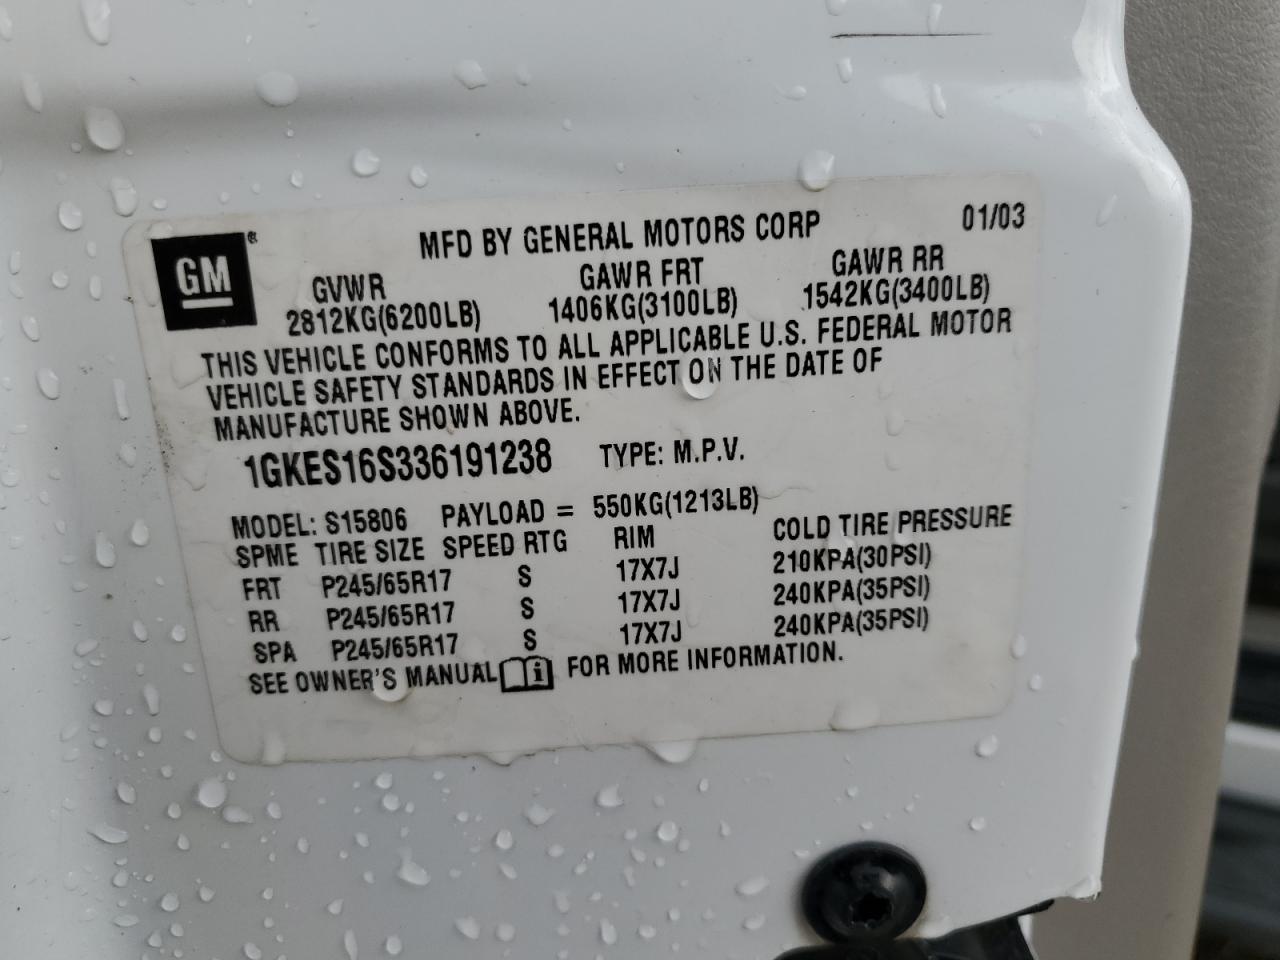 GM ®
MFD BY GENERAL MOTORS CORP 01/03
GVWR GAWR FRT GAWR RR
2812KG(6200LB) 1406KG(3100LB) 1542KG(3400LB)
THIS VEHICLE CONFORMS TO ALL APPLICABLE U.S. FEDERAL MOTOR
VEHICLE SAFETY STANDARDS IN EFFECT ON THE DATE OF
MANUFACTURE SHOWN ABOVE.
1GKES16S336191238 TYPE: M.P.V.
MODEL: S15806 PAYLOAD = 550KG(1213LB)
SPME TIRE SIZE SPEED RTG RIM COLD TIRE PRESSURE
FRT P245/65R17 S 17X7J 210KPA(30PSI)
RR P245/65R17 S 17X7J 240KPA(35PSI)
SPA P245/65R17 S 17X7J 240KPA(35PSI)
SEE OWNER'S MANUAL i FOR MORE INFORMATION.